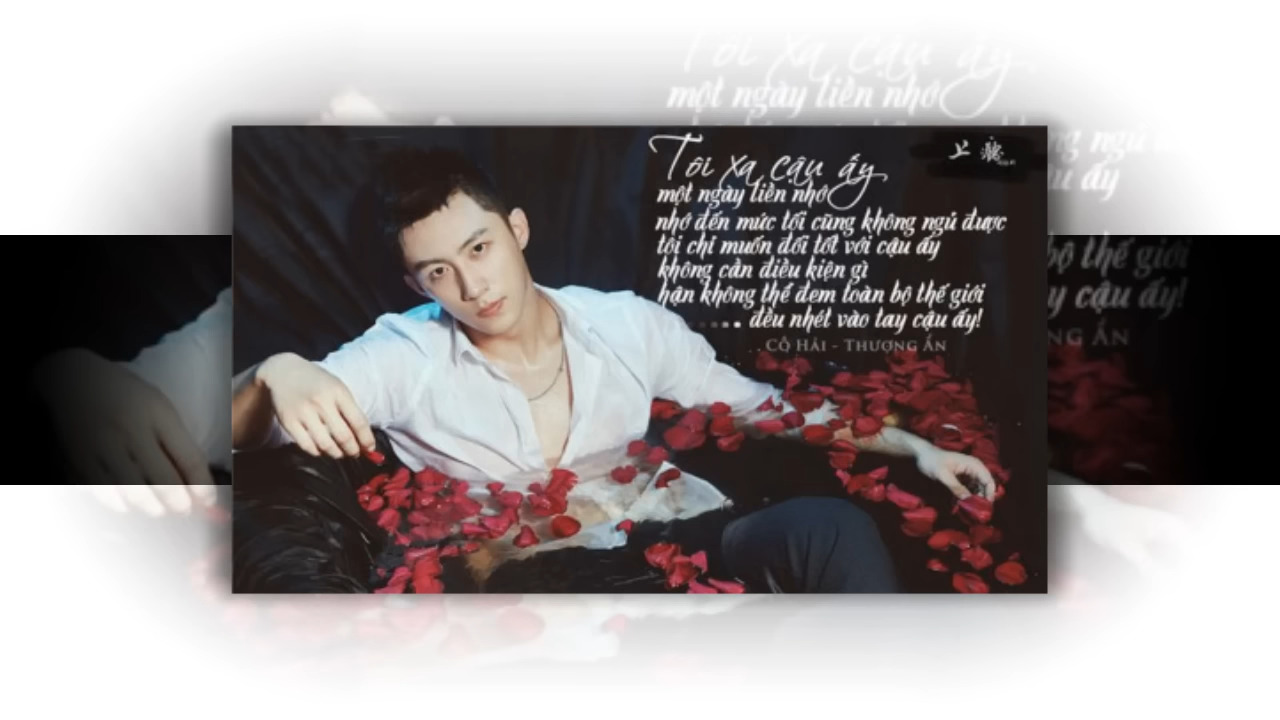 Tôi xa cậu ấy
một ngày liền nhớ
nhớ đến mức tối cũng không ngủ được
tôi chỉ muốn đối tốt với cậu ấy
không cần điều kiện gì
hận không thể đem toàn bộ thế giới
...... đều nhét vào tay cậu ấy!
CỐ HẢI - THƯỢNG ẨN